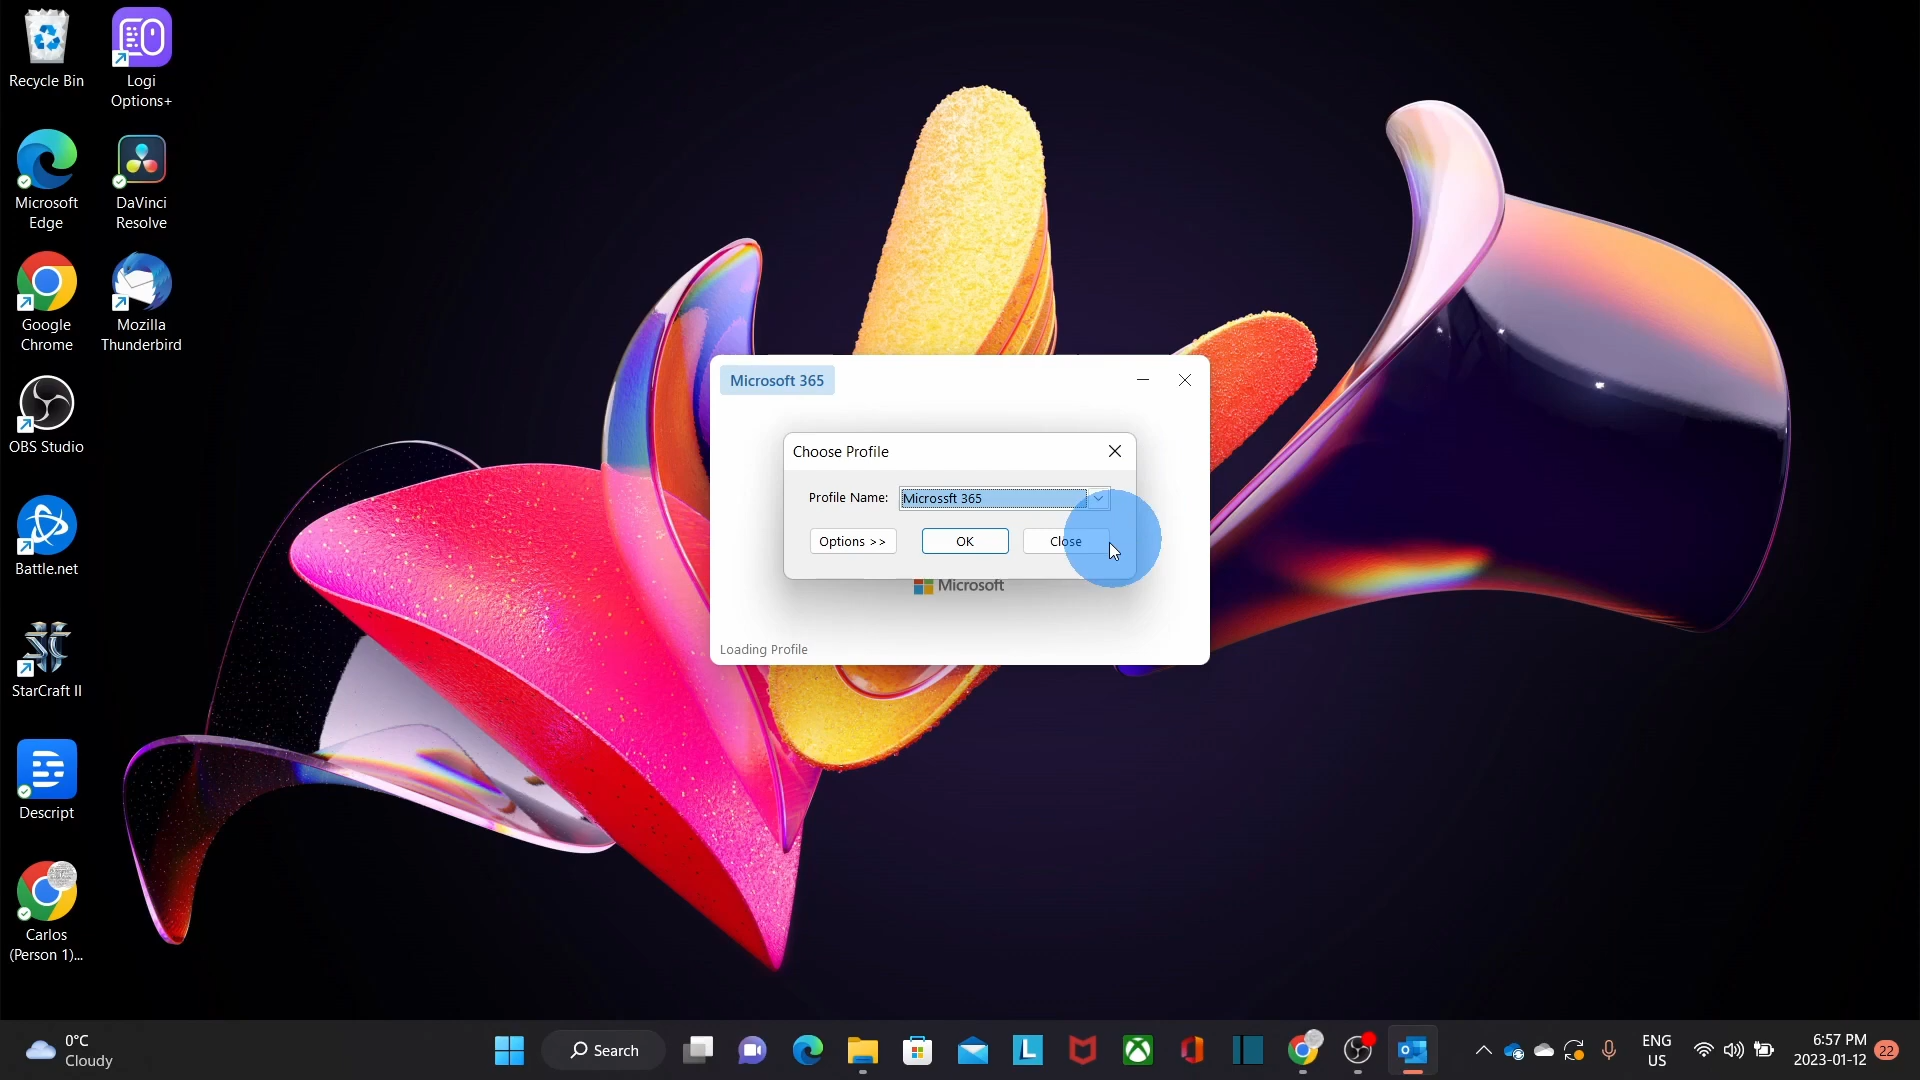 Recycle Bin
Logi
Options+
Microsoft
Edge
DaVinci
Resolve
Google
Chrome
Mozilla
Thunderbird
OBS Studio
Battle.net
StarCraft II
Descript
Carlos
(Person 1)...
Microsoft 365
Choose Profile
Profile Name: Microssft 365
Options >> OK Close
Microsoft
Loading Profile
0°C
Cloudy
Search
ENG
US
6:57 PM
2023-01-12
22